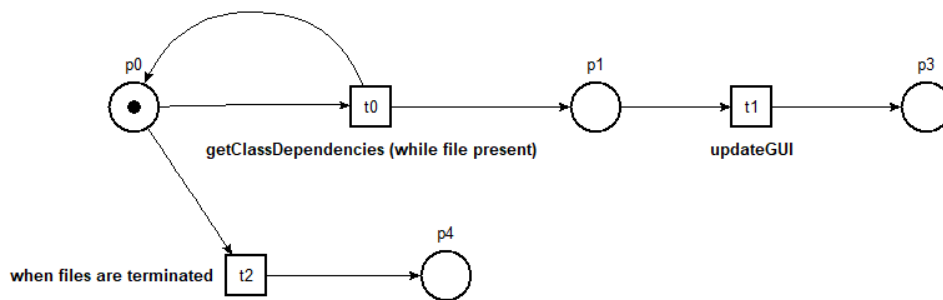 p0
p1
p3
t0
t1
getClassDependencies (while file present)
updateGUI
p4
when files are terminated
t2